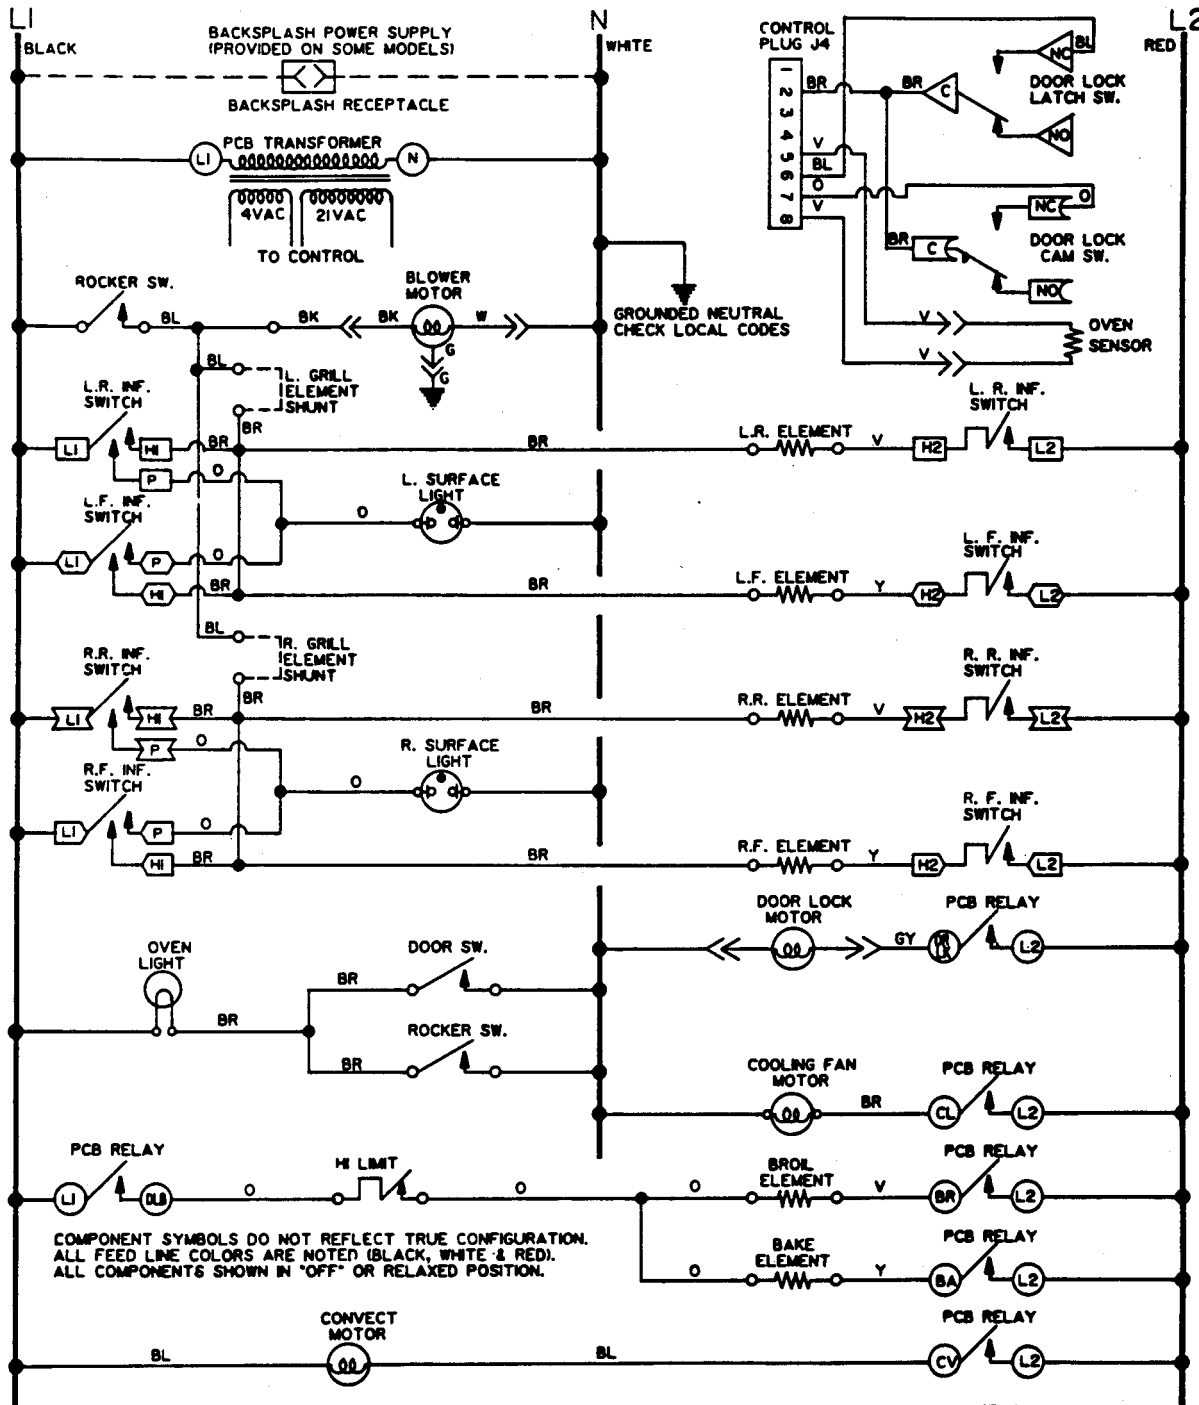 L1
N
L2
BLACK
WHITE
RED
BACKSPLASH POWER SUPPLY
(PROVIDED ON SOME MODELS)
BACKSPLASH RECEPTACLE
CONTROL
PLUG J4
1
2
3
4
5
6
7
8
BR
BR
C
NC
BL
DOOR LOCK
LATCH SW.
NO
V
BL
O
V
NC
O
BR
C
DOOR LOCK
CAM SW.
NO
PCB TRANSFORMER
L1
N
4VAC
21VAC
TO CONTROL
GROUNDED NEUTRAL
CHECK LOCAL CODES
V
V
OVEN
SENSOR
ROCKER SW.
BL
BK
BK
BLOWER
MOTOR
W
G
G
BL
L. GRILL
ELEMENT
SHUNT
BR
L.R. INF.
SWITCH
L1
H1
BR
BR
L.R. ELEMENT
V
H2
L. R. INF.
SWITCH
L2
P
O
L. SURFACE
LIGHT
O
L.F. INF.
SWITCH
L1
P
O
H1
BR
BR
L.F. ELEMENT
Y
H2
L. F. INF.
SWITCH
L2
BL
R. GRILL
ELEMENT
SHUNT
BR
R.R. INF.
SWITCH
L1
H1
BR
BR
R.R. ELEMENT
V
H2
R. R. INF.
SWITCH
L2
P
O
R. SURFACE
LIGHT
O
R.F. INF.
SWITCH
L1
P
O
H1
BR
BR
R.F. ELEMENT
Y
H2
R. F. INF.
SWITCH
L2
DOOR LOCK
MOTOR
GY
DR
LK
PCB RELAY
L2
OVEN
LIGHT
BR
BR
DOOR SW.
BR
ROCKER SW.
COOLING FAN
MOTOR
BR
CL
PCB RELAY
L2
PCB RELAY
L1
DLB
O
HI LIMIT
O
O
BROIL
ELEMENT
V
BR
PCB RELAY
L2
COMPONENT SYMBOLS DO NOT REFLECT TRUE CONFIGURATION.
ALL FEED LINE COLORS ARE NOTED (BLACK, WHITE & RED).
ALL COMPONENTS SHOWN IN "OFF" OR RELAXED POSITION.
O
BAKE
ELEMENT
Y
BA
PCB RELAY
L2
BL
CONVECT
MOTOR
BL
CV
PCB RELAY
L2